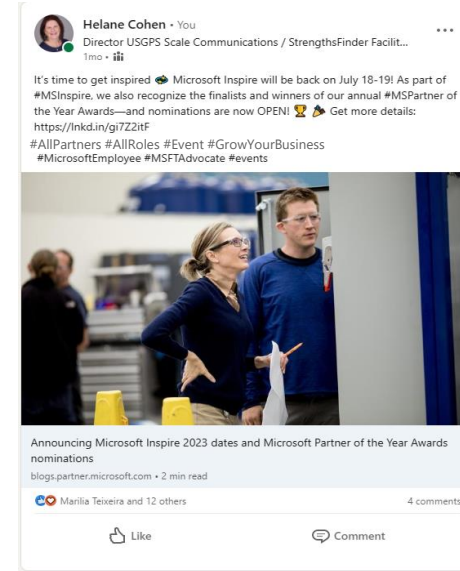 Helane Cohen • You
Director USGPS Scale Communications / StrengthsFinder Facilit...
1mo •
It's time to get inspired Microsoft Inspire will be back on July 18-19! As part of
#MSInspire, we also recognize the finalists and winners of our annual #MSPartner of
the Year Awards—and nominations are now OPEN! 🏆 🎉 Get more details:
https://lnkd.in/gi7Z2itF
#AllPartners #AllRoles #Event #GrowYourBusiness
#MicrosoftEmployee #MSFTAdvocate #events
Announcing Microsoft Inspire 2023 dates and Microsoft Partner of the Year Awards
nominations
blogs.partner.microsoft.com • 2 min read
Marilia Teixeira and 12 others
4 comments
Like
Comment